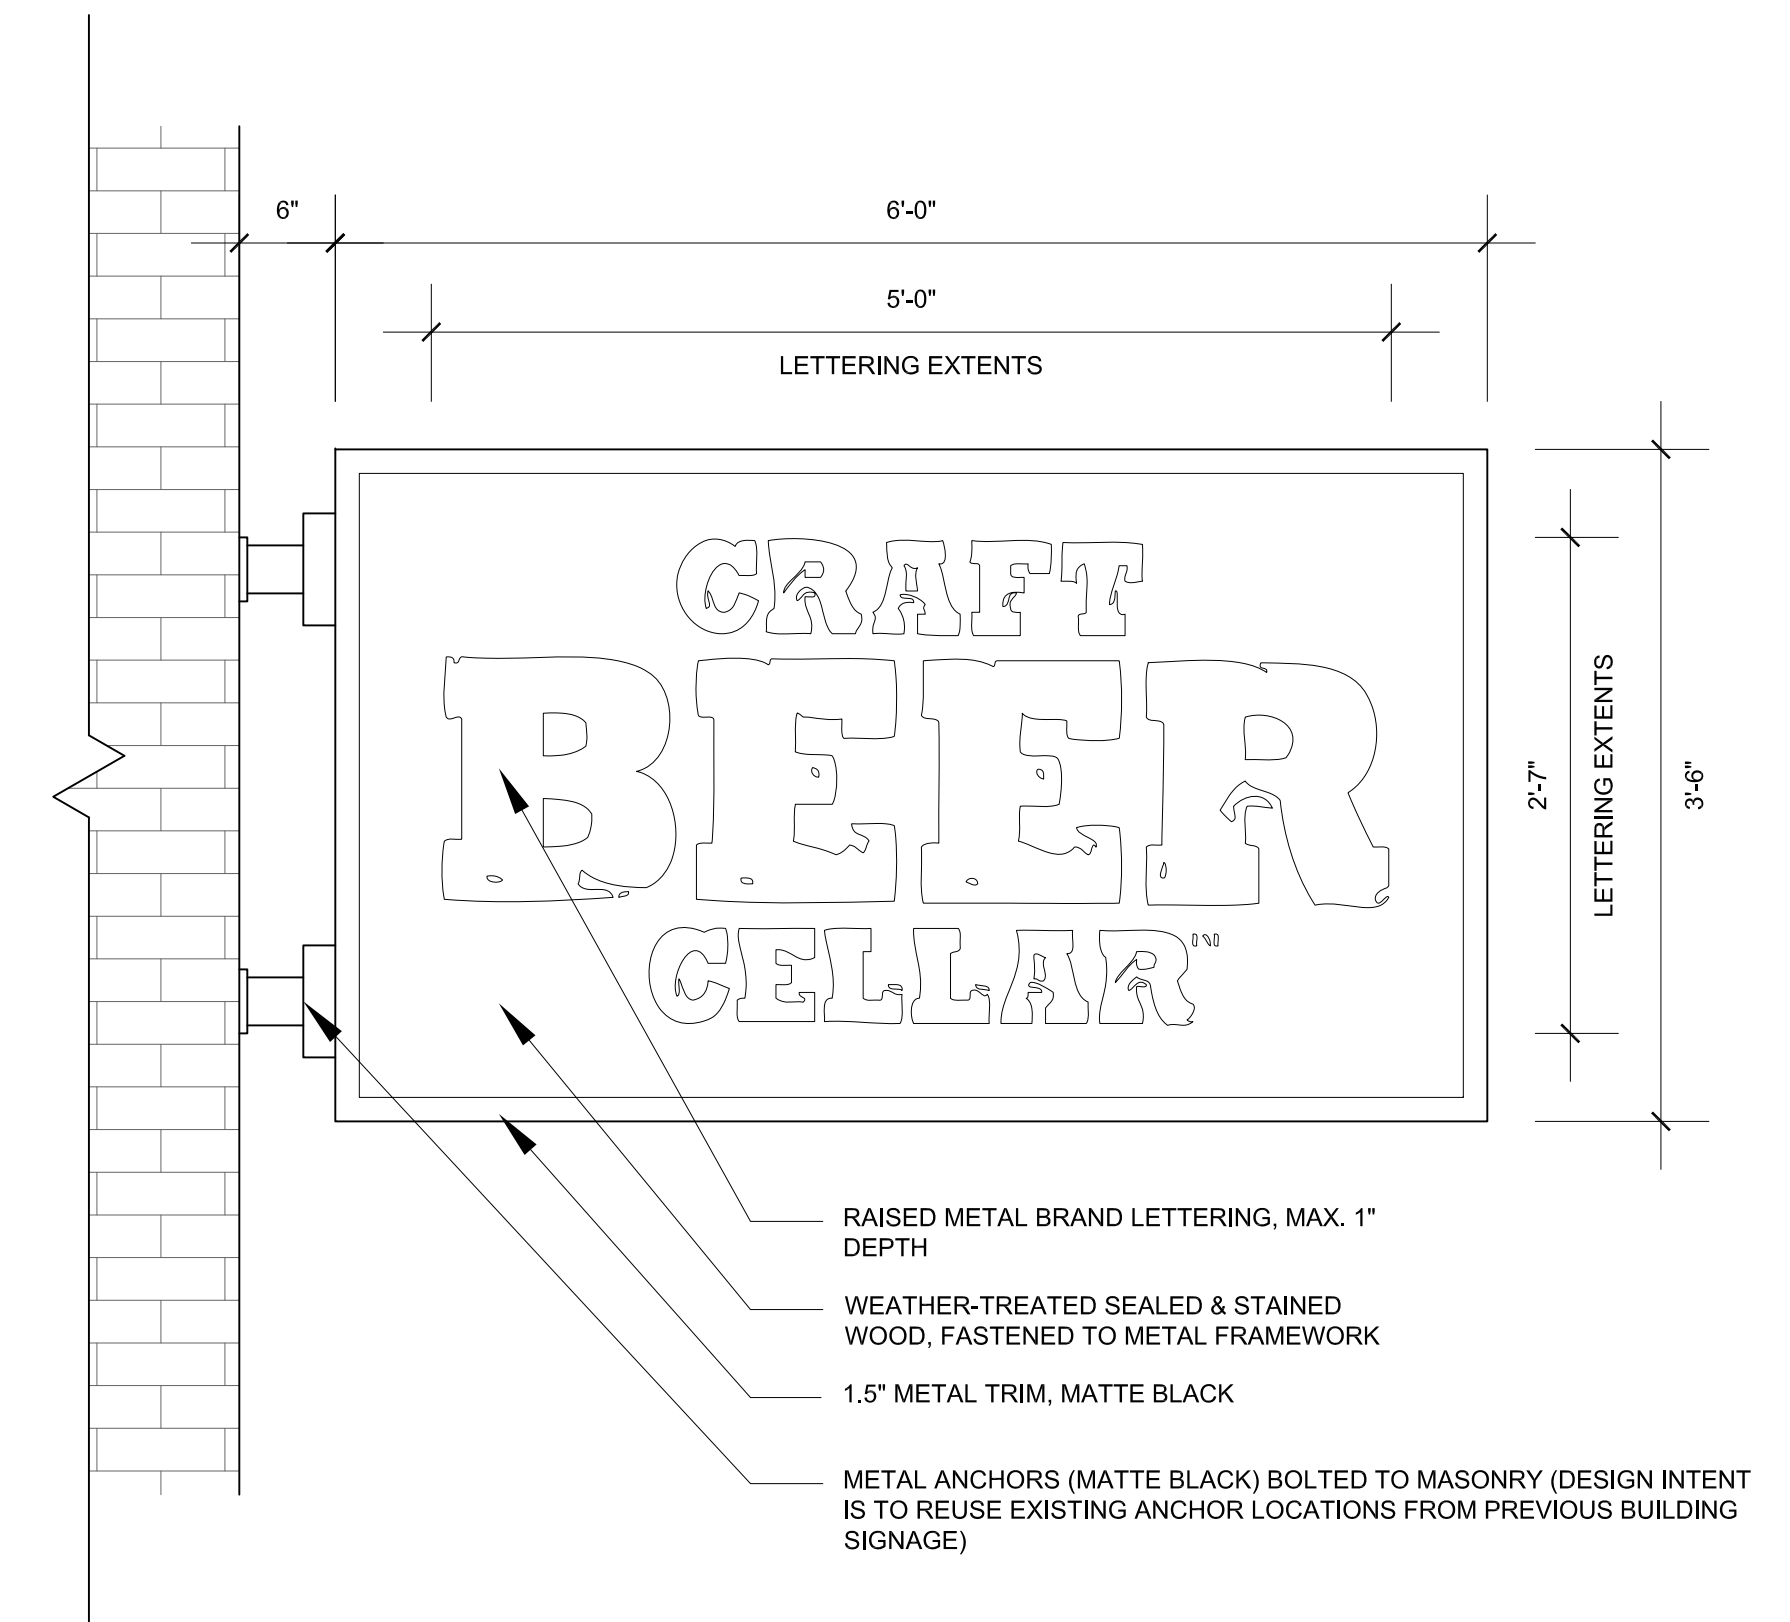 6" 6'-0"
5'-0"
LETTERING EXTENTS
CRAFT
BEER
CELLAR™
2'-7"
LETTERING EXTENTS
3'-6"
RAISED METAL BRAND LETTERING, MAX. 1"
DEPTH
WEATHER-TREATED SEALED & STAINED
WOOD, FASTENED TO METAL FRAMEWORK
1.5" METAL TRIM, MATTE BLACK
METAL ANCHORS (MATTE BLACK) BOLTED TO MASONRY (DESIGN INTENT
IS TO REUSE EXISTING ANCHOR LOCATIONS FROM PREVIOUS BUILDING
SIGNAGE)